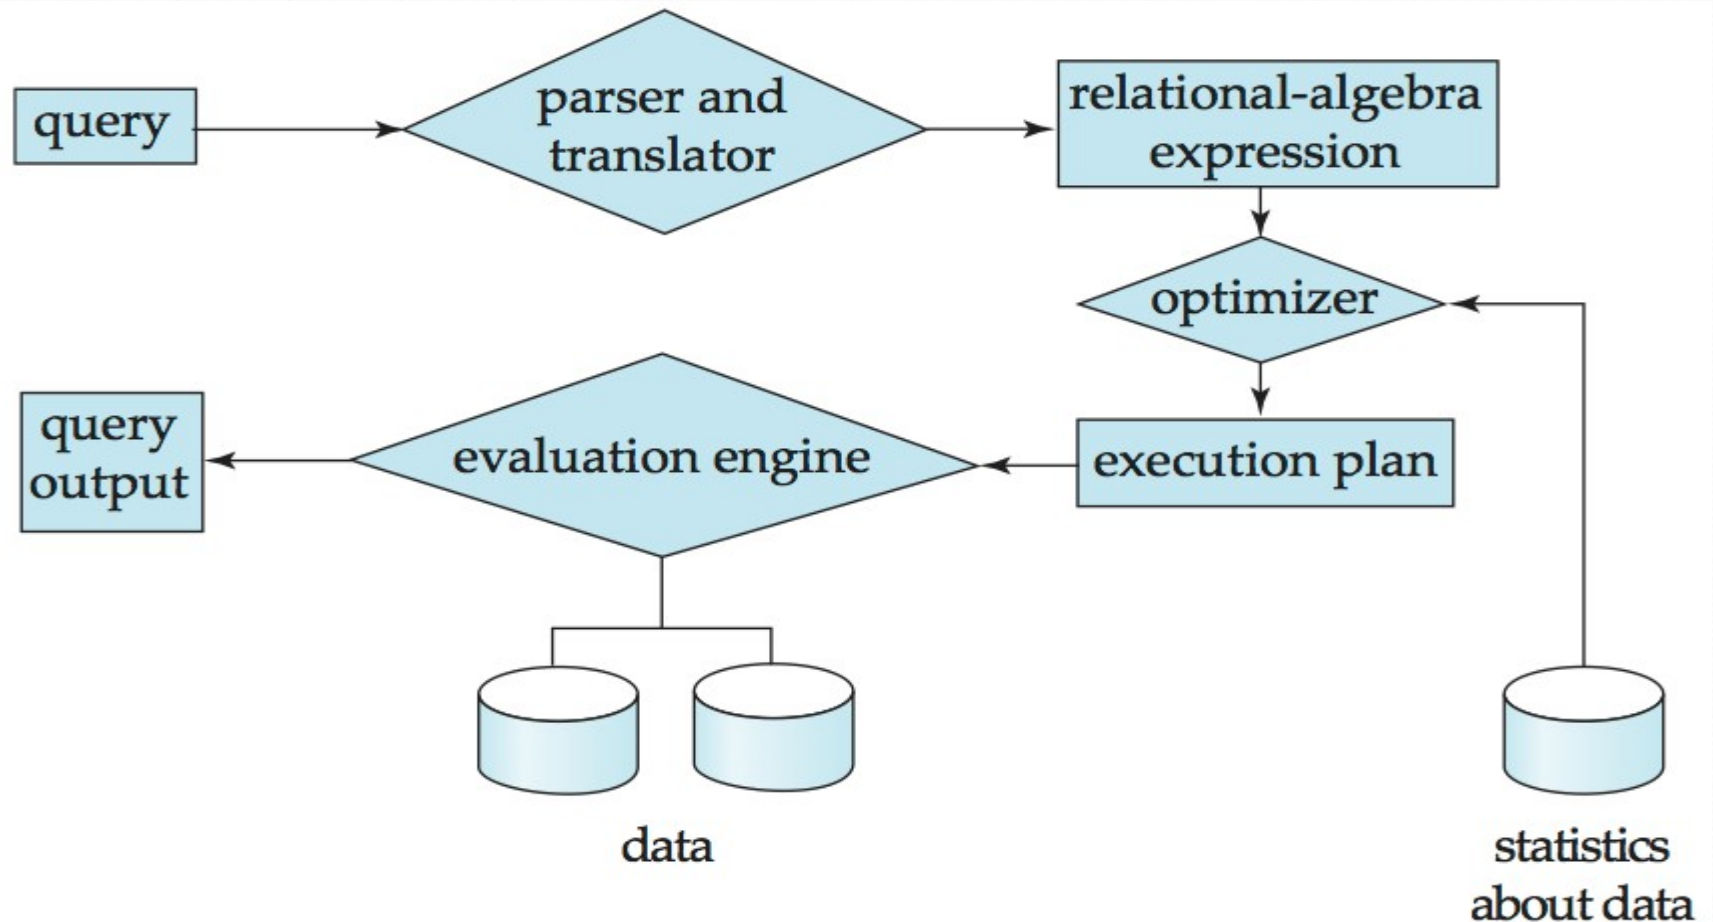 query
parser and
translator
relational-algebra
expression
optimizer
query
output
evaluation engine
execution plan
data
statistics
about data